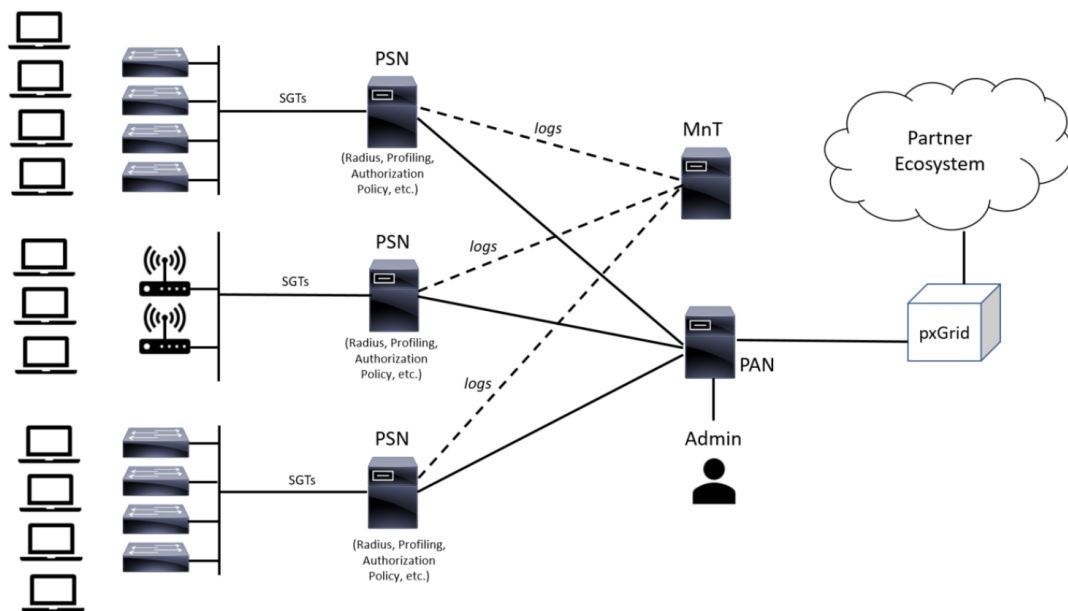 PSN
SGTs
(Radius, Profiling,
Authorization
Policy, etc.)
logs
MnT
Partner
Ecosystem
PSN
SGTs
(Radius, Profiling,
Authorization
Policy, etc.)
logs
pxGrid
PAN
logs
Admin
PSN
SGTs
(Radius, Profiling,
Authorization
Policy, etc.)